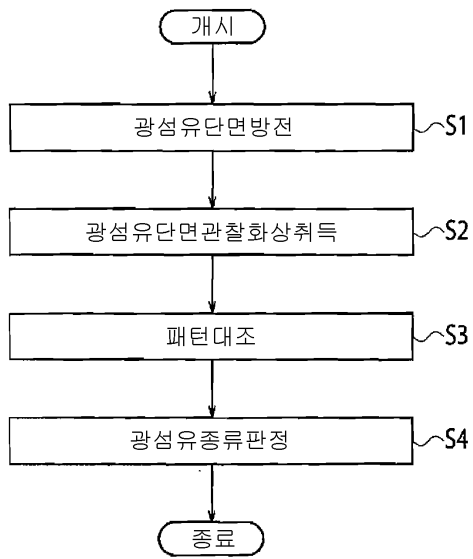 개시
광섬유단면방전 S1
광섬유단면관찰화상취득 S2
패턴대조 S3
광섬유종류판정 S4
종료